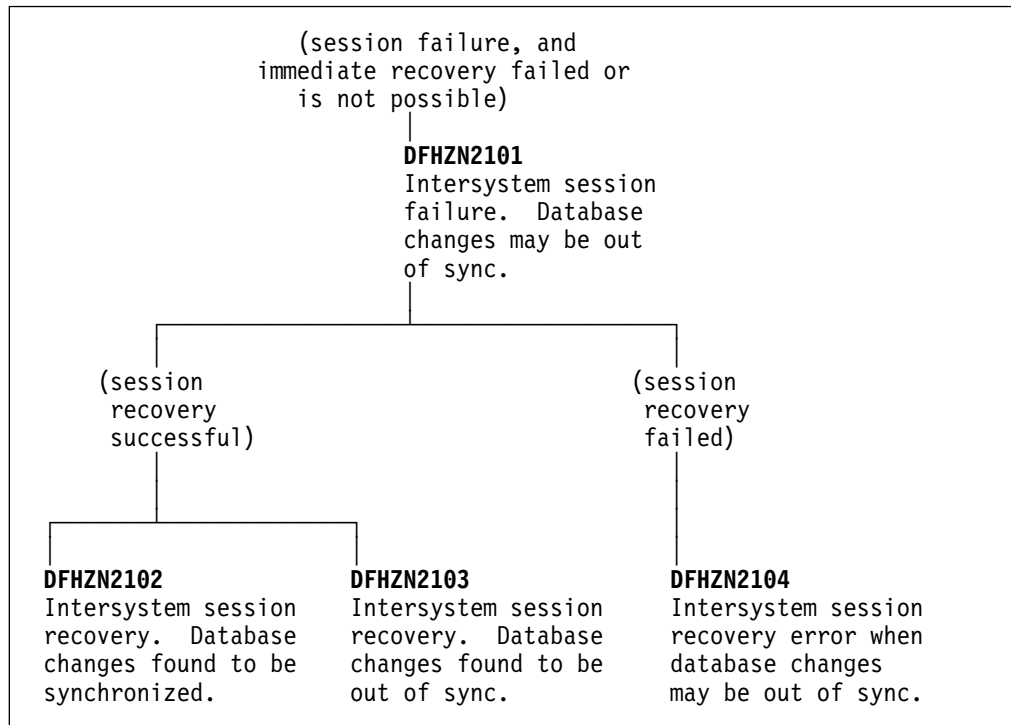 (session failure, and
immediate recovery failed or
is not possible)
DFHZN2101
Intersystem session
failure. Database
changes may be out
of sync.
(session
recovery
successful)
(session
recovery
failed)
DFHZN2102
Intersystem session
recovery. Database
changes found to be
synchronized.
DFHZN2103
Intersystem session
recovery. Database
changes found to be
out of sync.
DFHZN2104
Intersystem session
recovery error when
database changes
may be out of sync.